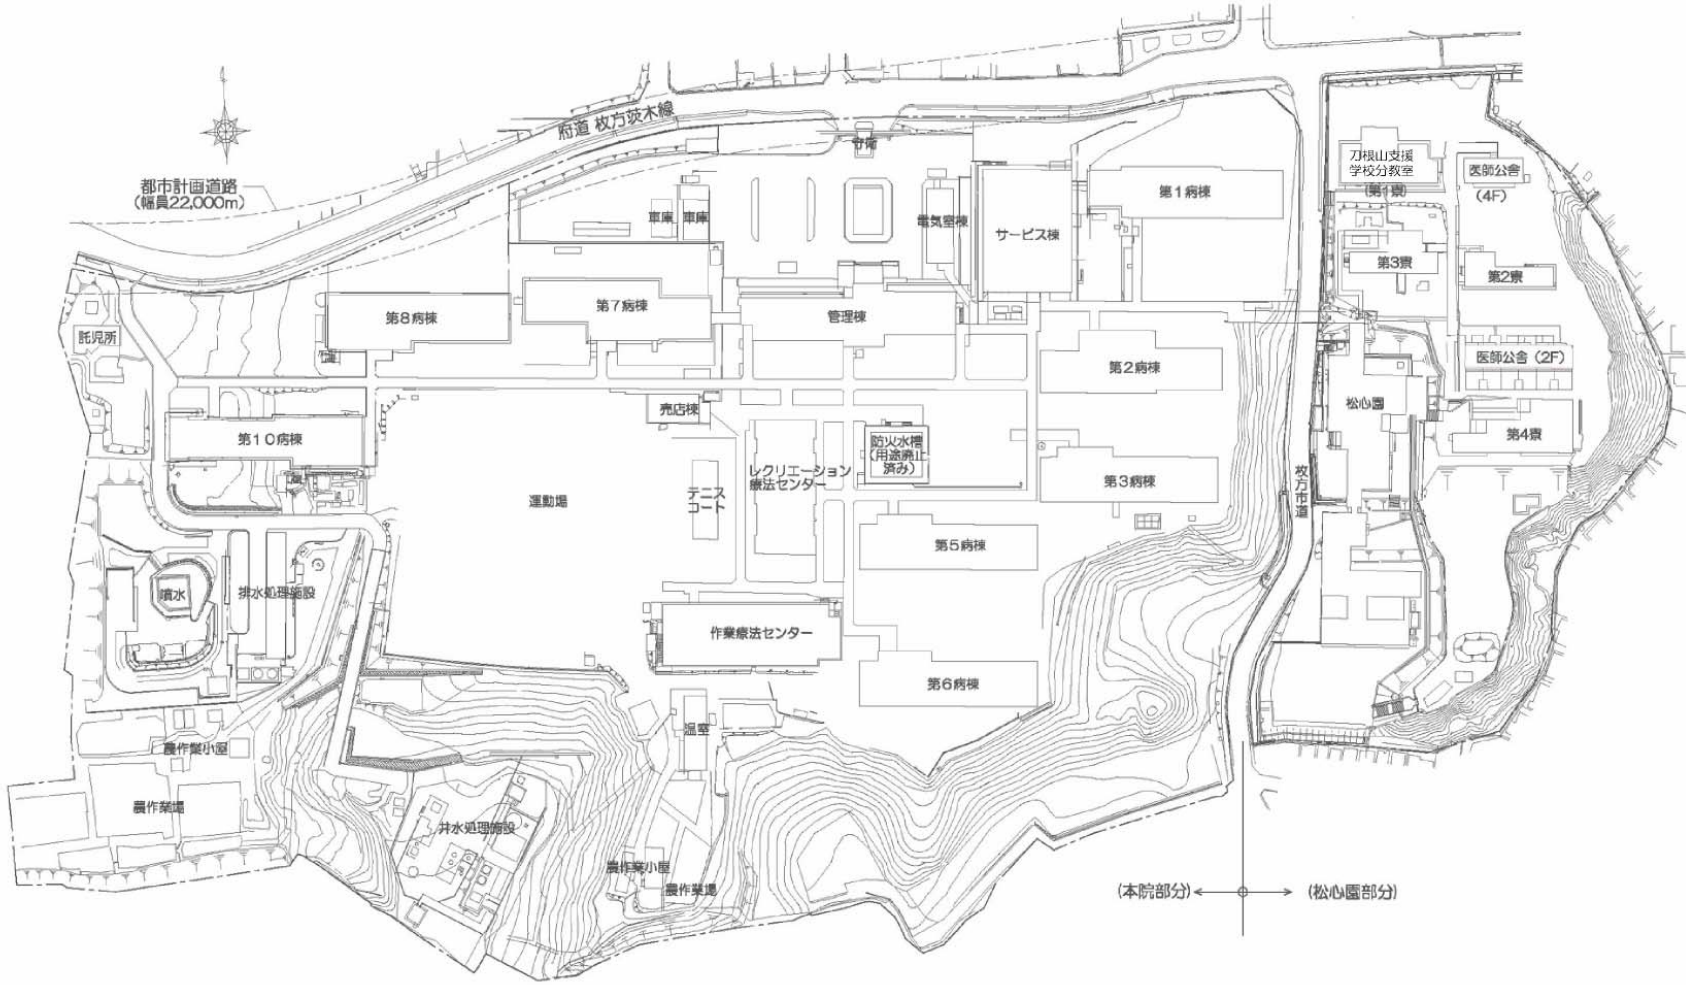 府道 枚方茨木線
都市計画道路
(幅員22,000m)
守衛
車庫
車庫
電気室棟
サービス棟
第1病棟
刀根山支援
学校分教室
(第1寮)
医師公舎
(4F)
第3寮
第2寮
託児所
第8病棟
第7病棟
管理棟
第2病棟
医師公舎(2F)
松心園
第4寮
売店棟
第10病棟
防火水槽
(用途廃止
済み)
レクリエーション
療法センター
第3病棟
枚方市道
運動場
テニス
コート
第5病棟
噴水
排水処理施設
作業療法センター
第6病棟
温室
農作業小屋
農作業場
井水処理施設
農作業小屋
農作業場
(本院部分)
(松心園部分)